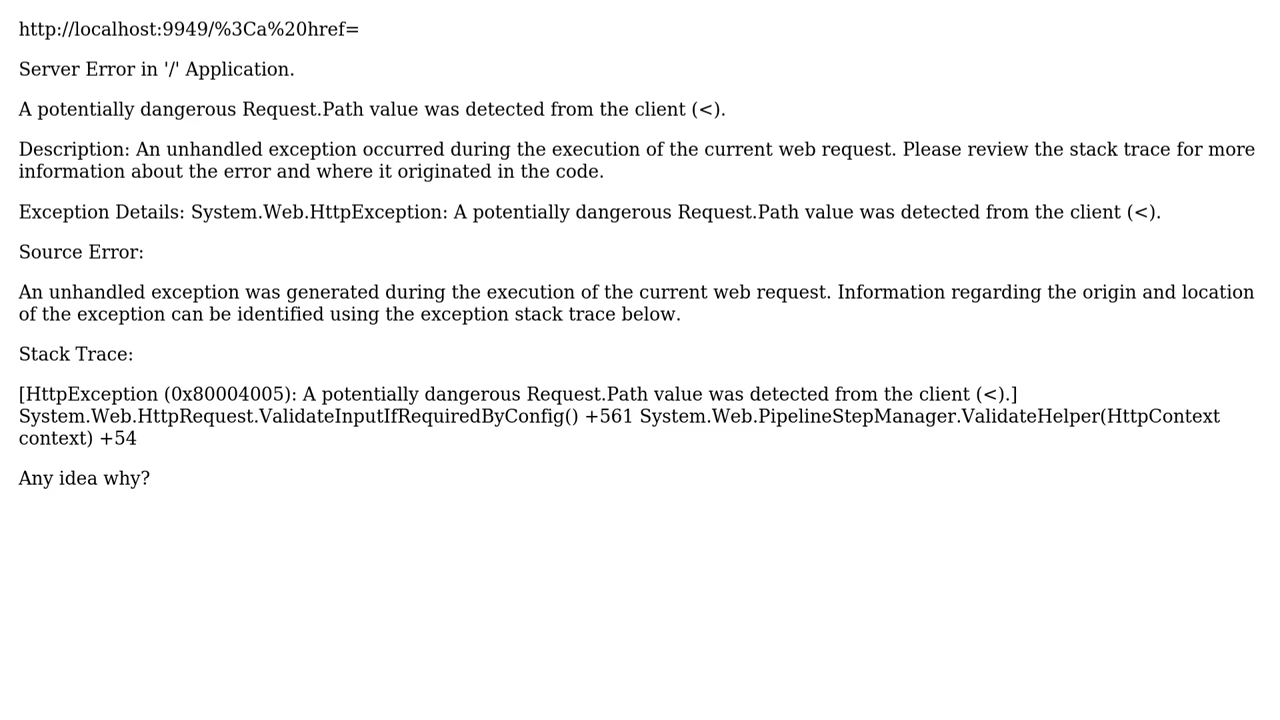 http://localhost:9949/%3Ca%20href=
Server Error in '/' Application.
A potentially dangerous Request.Path value was detected from the client (<).
Description: An unhandled exception occurred during the execution of the current web request. Please review the stack trace for more
information about the error and where it originated in the code.
Exception Details: System.Web.HttpException: A potentially dangerous Request.Path value was detected from the client (<).
Source Error:
An unhandled exception was generated during the execution of the current web request. Information regarding the origin and location
of the exception can be identified using the exception stack trace below.
Stack Trace:
[HttpException (0x80004005): A potentially dangerous Request.Path value was detected from the client (<).]
System.Web.HttpRequest.ValidateInputIfRequiredByConfig() +561 System.Web.PipelineStepManager.ValidateHelper(HttpContext
context) +54
Any idea why?